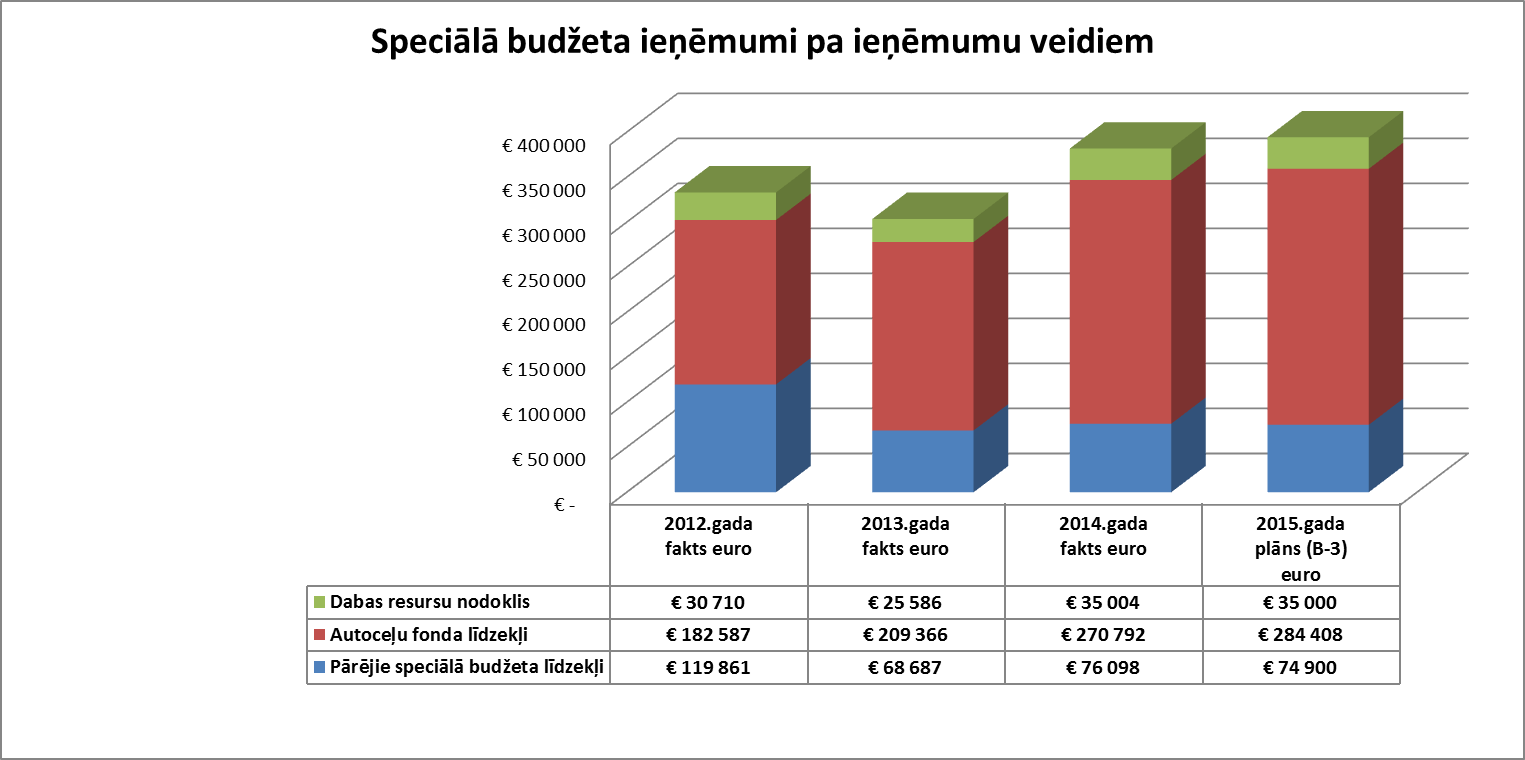 Speciālā budžeta ieņēmumi pa ieņēmumu veidiem
€ 400 000
€ 350 000
€ 300 000
€ 250 000
€ 200 000
€ 150 000
€ 100 000
€ 50 000
€ -
2012.gada fakts euro
2013.gada fakts euro
2014.gada fakts euro
2015.gada plāns (B-3) euro
Dabas resursu nodoklis € 30 710 € 25 586 € 35 004 € 35 000
Autoceļu fonda līdzekļi € 182 587 € 209 366 € 270 792 € 284 408
Pārējie speciālā budžeta līdzekļi € 119 861 € 68 687 € 76 098 € 74 900